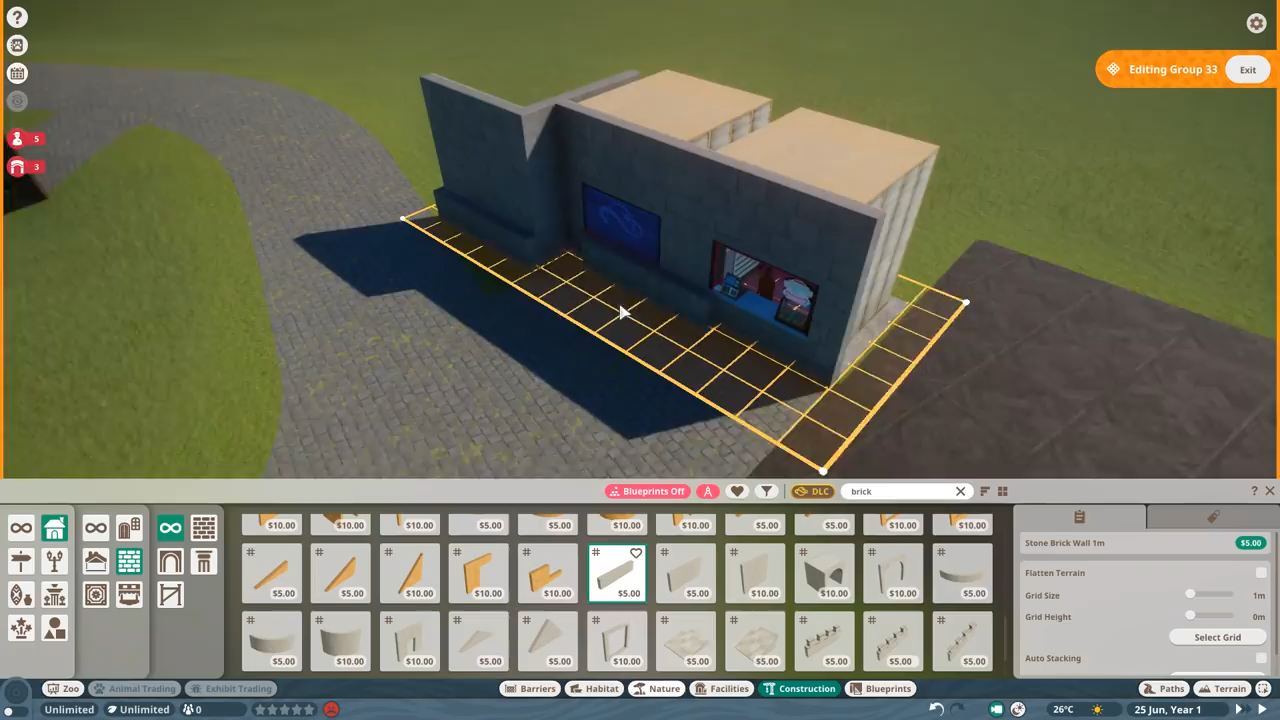 ?
Editing Group 33 Exit
5
3
Blueprints Off DLC brick
? 
$10.00 $10.00 $5.00 $5.00 $5.00 $10.00 $10.00 $5.00 $5.00 $10.00 $10.00
Stone Brick Wall 1m $5.00
$5.00 $5.00 $10.00 $10.00 $10.00 $5.00 $5.00 $10.00 $10.00 $10.00 $5.00
Flatten Terrain
Grid Size 1m
Grid Height 0m
Select Grid
$5.00 $10.00 $10.00 $5.00 $5.00 $10.00 $5.00 $5.00 $5.00 $5.00 $5.00
Auto Stacking
Zoo Animal Trading Exhibit Trading Barriers Habitat Nature Facilities Construction Blueprints Paths Terrain
Unlimited Unlimited 0 26°C 25 Jun, Year 1